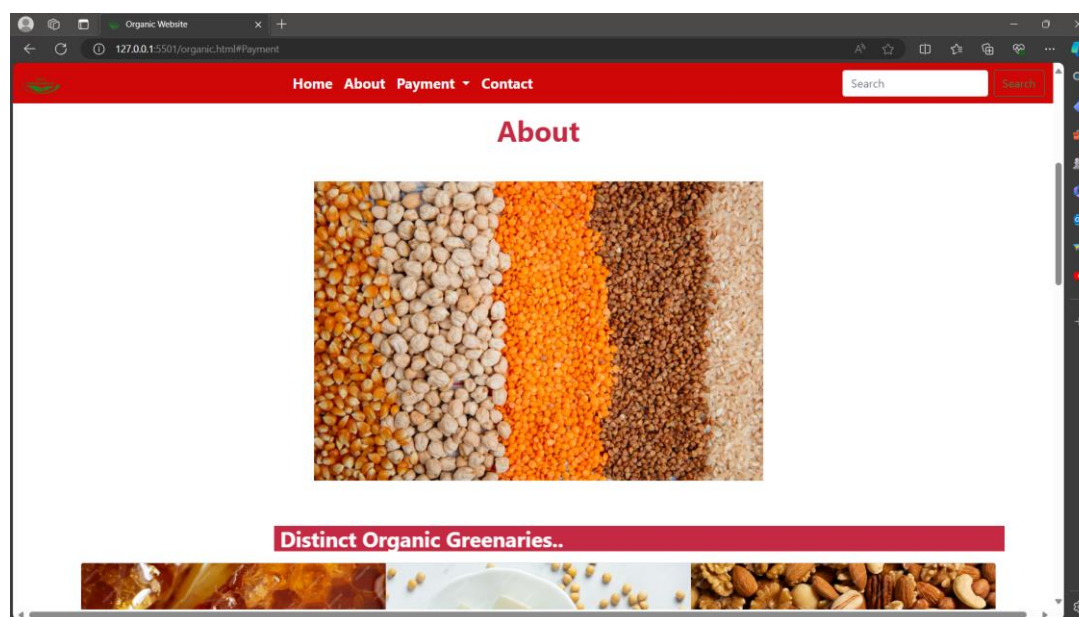 Organic Website
127.0.0.1:5501/organic.html#Payment
Home About Payment Contact
Search
Search
About
Distinct Organic Greenaries..